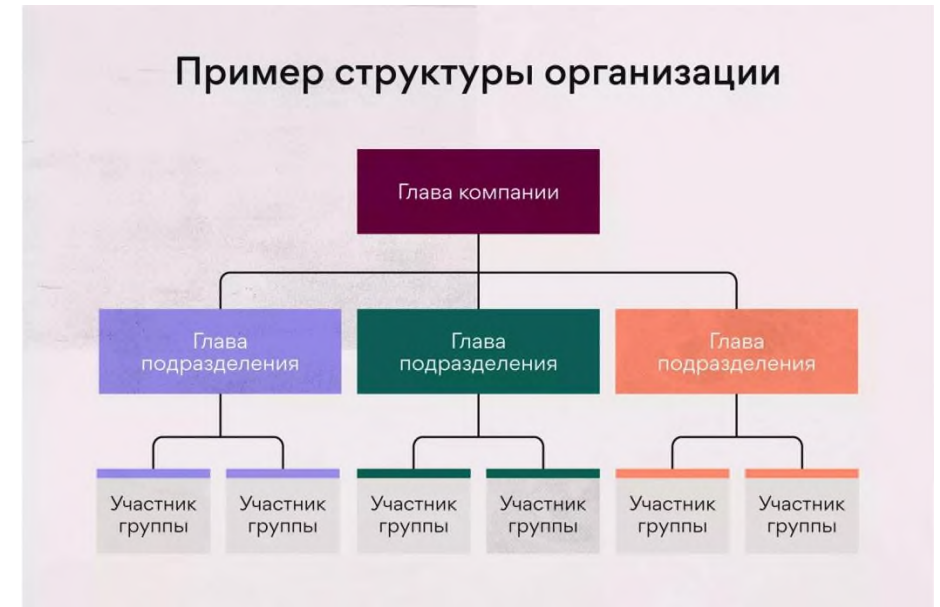 Пример структуры организации
Глава компании
Глава
подразделения
Глава
подразделения
Глава
подразделения
Участник
группы
Участник
группы
Участник
группы
Участник
группы
Участник
группы
Участник
группы